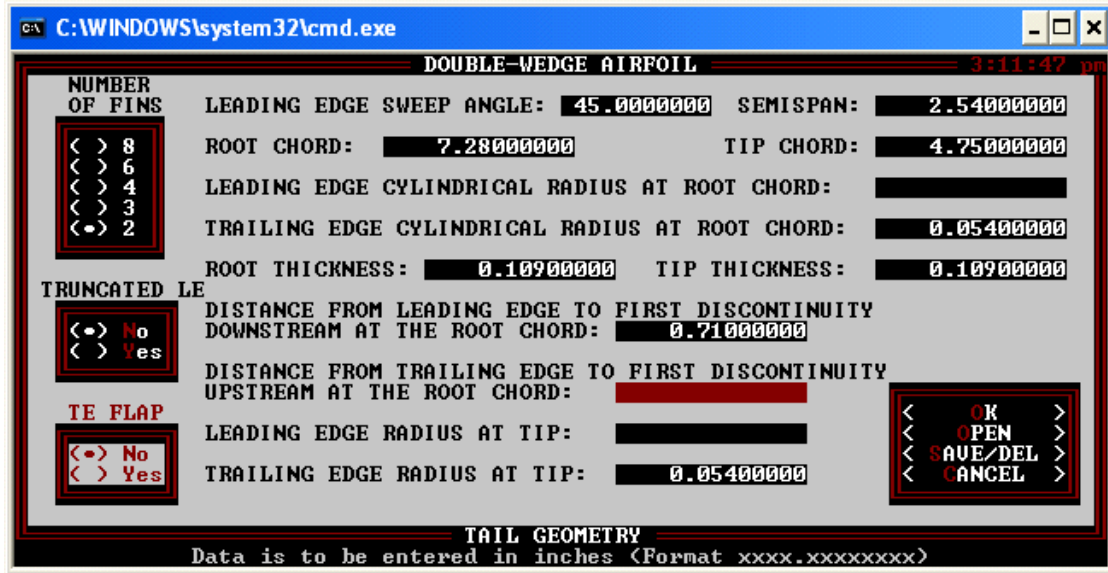 C:\WINDOWS\system32\cmd.exe
DOUBLE-WEDGE AIRFOIL 3:11:47 pm
NUMBER
OF FINS
( ) 8
( ) 6
( ) 4
( ) 3
(•) 2
LEADING EDGE SWEEP ANGLE: 45.0000000 SEMISPAN: 2.54000000
ROOT CHORD: 7.28000000 TIP CHORD: 4.75000000
LEADING EDGE CYLINDRICAL RADIUS AT ROOT CHORD:
TRAILING EDGE CYLINDRICAL RADIUS AT ROOT CHORD: 0.05400000
ROOT THICKNESS: 0.10900000 TIP THICKNESS: 0.10900000
TRUNCATED LE
(•) No
( ) Yes
DISTANCE FROM LEADING EDGE TO FIRST DISCONTINUITY
DOWNSTREAM AT THE ROOT CHORD: 0.71000000
DISTANCE FROM TRAILING EDGE TO FIRST DISCONTINUITY
UPSTREAM AT THE ROOT CHORD:
TE FLAP
(•) No
( ) Yes
LEADING EDGE RADIUS AT TIP:
TRAILING EDGE RADIUS AT TIP: 0.05400000
< OK >
< OPEN >
< SAVE/DEL >
< CANCEL >
TAIL GEOMETRY
Data is to be entered in inches (Format xxxx.xxxxxxxx)